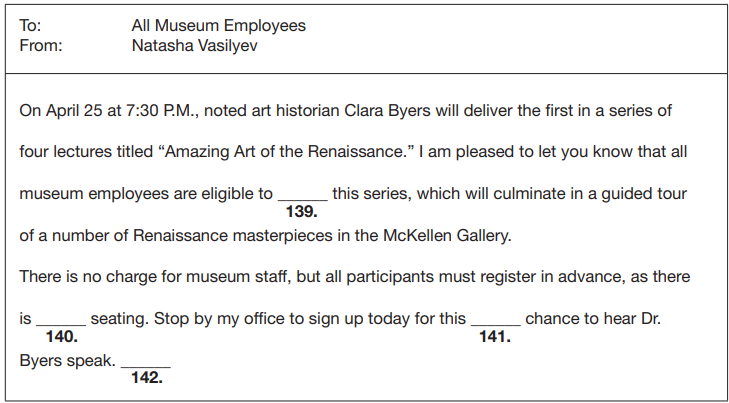 To: All Museum Employees
From: Natasha Vasilyev
On April 25 at 7:30 P.M., noted art historian Clara Byers will deliver the first in a series of
four lectures titled “Amazing Art of the Renaissance.” I am pleased to let you know that all
museum employees are eligible to ______ this series, which will culminate in a guided tour
139.
of a number of Renaissance masterpieces in the McKellen Gallery.
There is no charge for museum staff, but all participants must register in advance, as there
is ______ seating. Stop by my office to sign up today for this ______ chance to hear Dr.
140. 141.
Byers speak. ______
142.